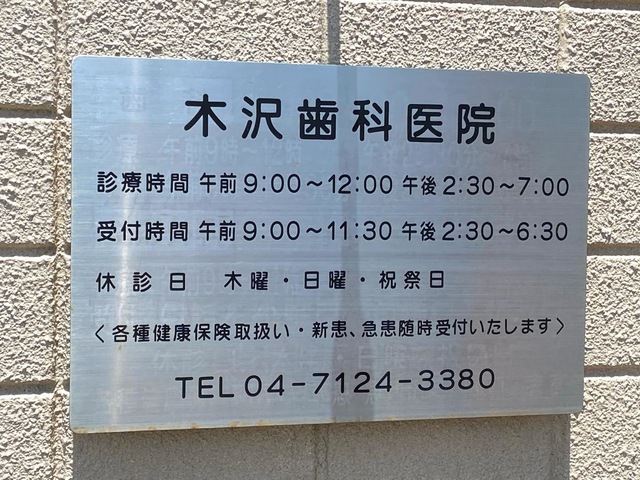 木沢歯科医院
診療時間 午前 9:00～12:00 午後 2:30～7:00
受付時間 午前 9:00～11:30 午後 2:30～6:30
休診日 木曜・日曜・祝祭日
〈各種健康保険取扱い・新患、急患随時受付いたします〉
TEL 04-7124-3380